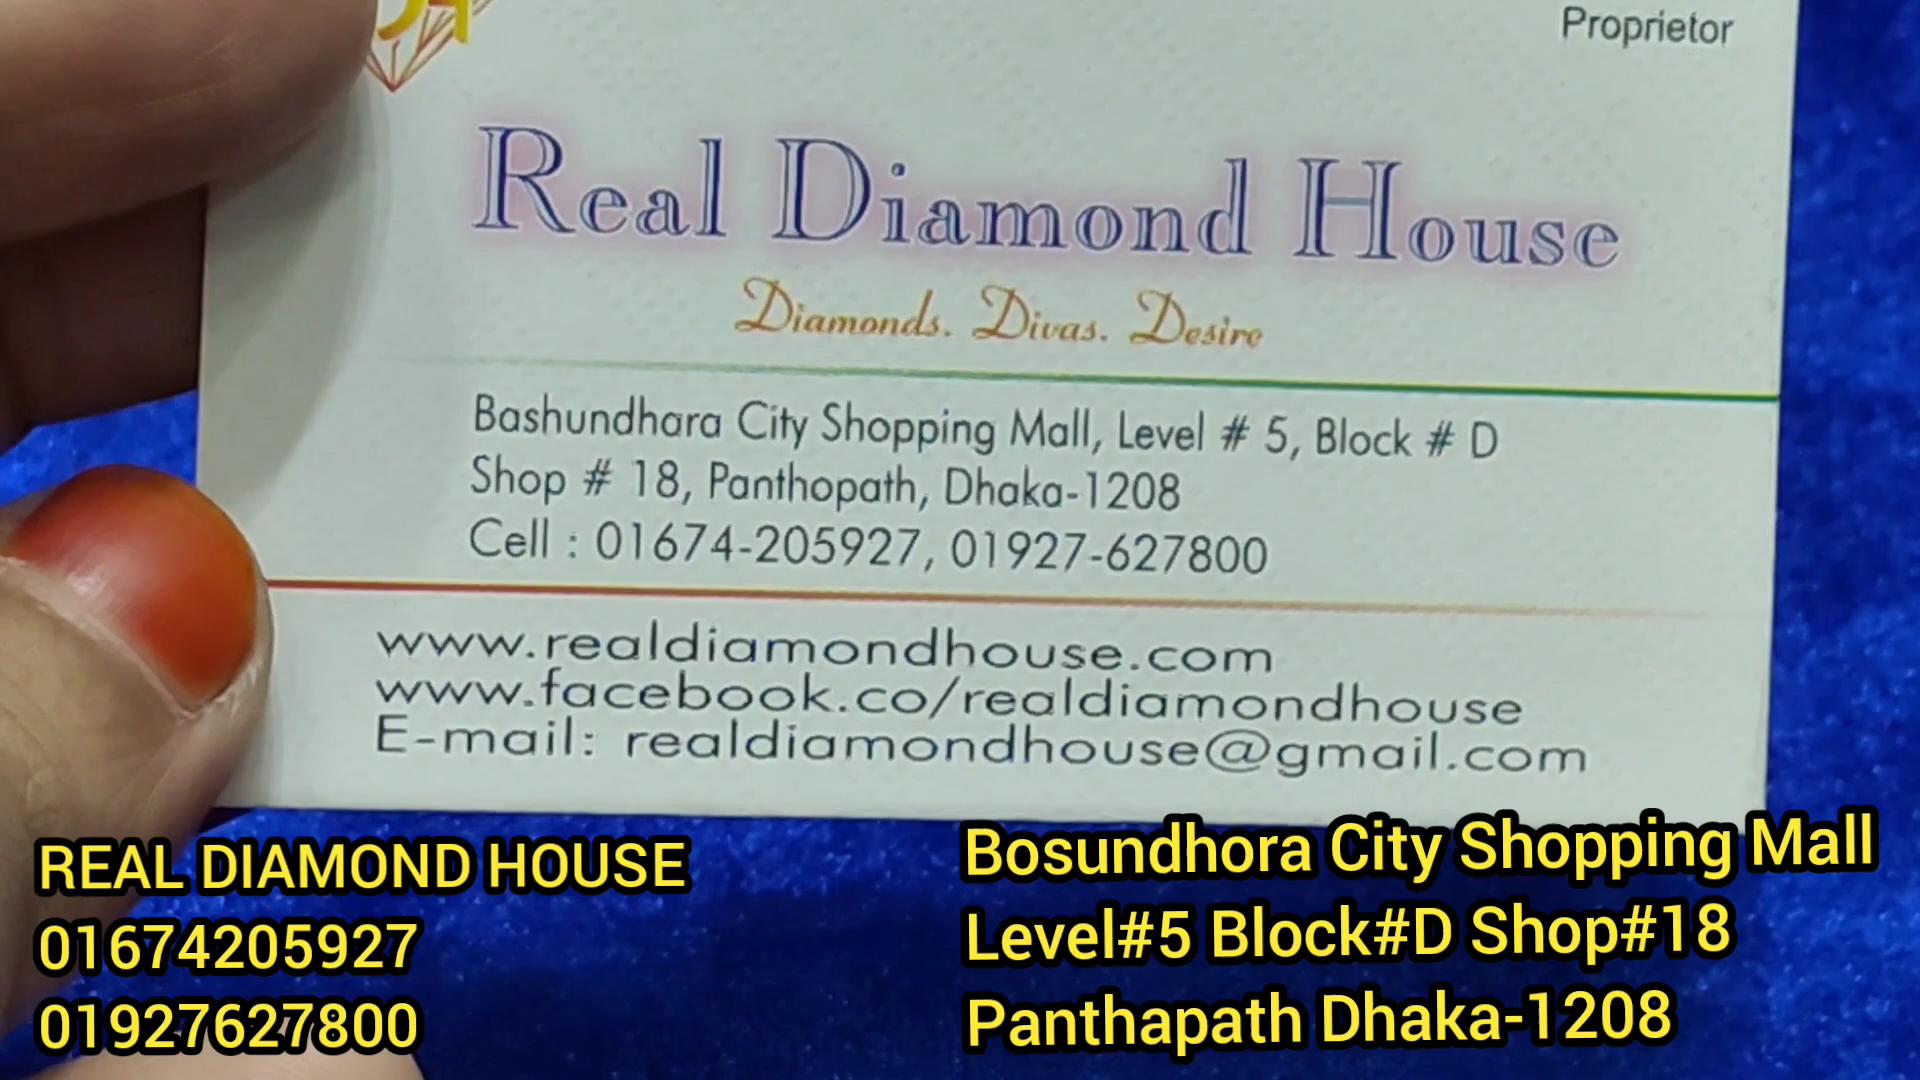 Proprietor
Real Diamond House
Diamonds. Divas. Desire
Bashundhara City Shopping Mall, Level # 5, Block # D
Shop # 18, Panthopath, Dhaka-1208
Cell : 01674-205927, 01927-627800
www.realdiamondhouse.com
www.facebook.co/realdiamondhouse
E-mail: realdiamondhouse@gmail.com
REAL DIAMOND HOUSE
01674205927
01927627800
Bosundhora City Shopping Mall
Level#5 Block#D Shop#18
Panthapath Dhaka-1208